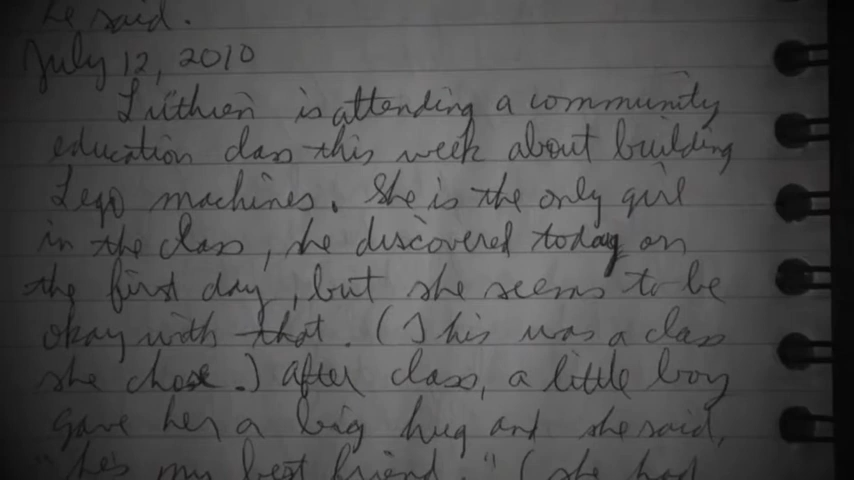 he said.
July 12, 2010
Lúthien is attending a community
education class this week about building
Lego machines. She is the only girl
in the class, she discovered today on
the first day, but she seems to be
okay with that. (This was a class
she chose.) After class, a little boy
gave her a big hug and she said,
"he's my best friend." (she had